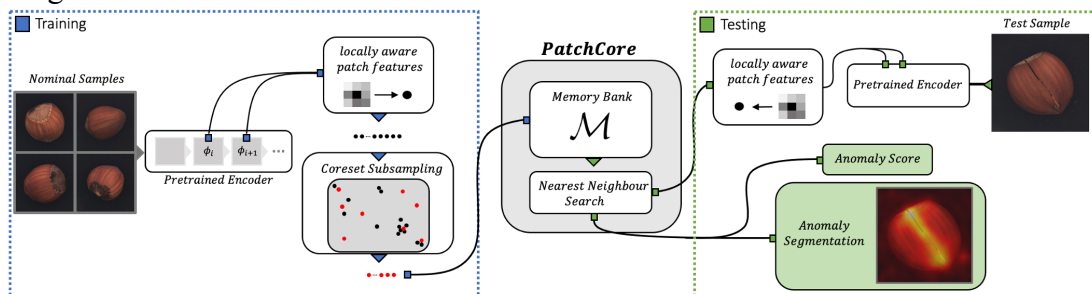 Training
Nominal Samples
ϕi
ϕi+1
Pretrained Encoder
locally aware
patch features
Coreset Subsampling
PatchCore
Memory Bank
ℳ
Nearest Neighbour
Search
Testing
locally aware
patch features
Pretrained Encoder
Test Sample
Anomaly Score
Anomaly
Segmentation